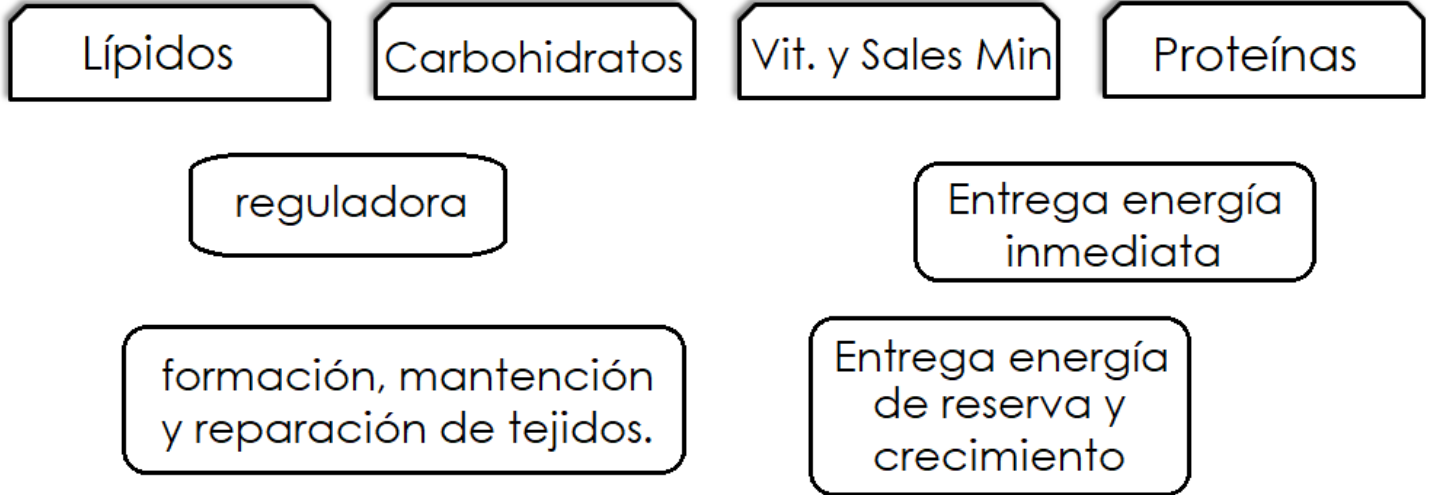 Lípidos
Carbohidratos
Vit. y Sales Min
Proteínas
reguladora
Entrega energía
inmediata
formación, mantención
y reparación de tejidos.
Entrega energía
de reserva y
crecimiento